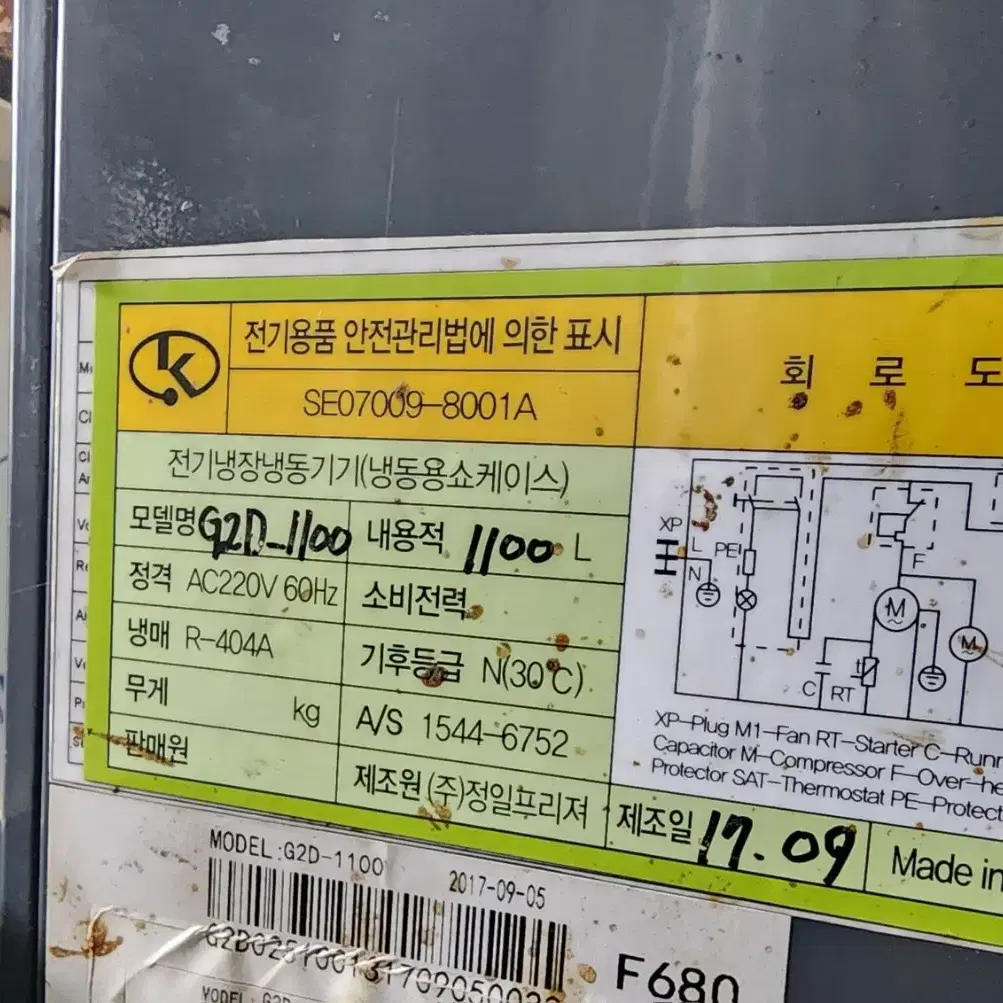 전기용품 안전관리법에 의한 표시
SE07009-8001A
전기냉장냉동기기(냉동용쇼케이스)
모델명 G2D-1100 내용적 1100 L
정격 AC220V 60Hz 소비전력
냉매 R-404A 기후등급 N(30°C)
무게 kg A/S 1544-6752
판매원 제조원 (주)정일프리져
제조일 17.09 Made in
회 로 도
XP
L
N
PE
F
M
M
C RT
XP-Plug M1-Fan RT-Starter C-Runn
Capacitor M-Compressor F-Over-he
Protector SAT-Thermostat PE-Protect
MODEL:G2D-1100 2017-09-05
F680